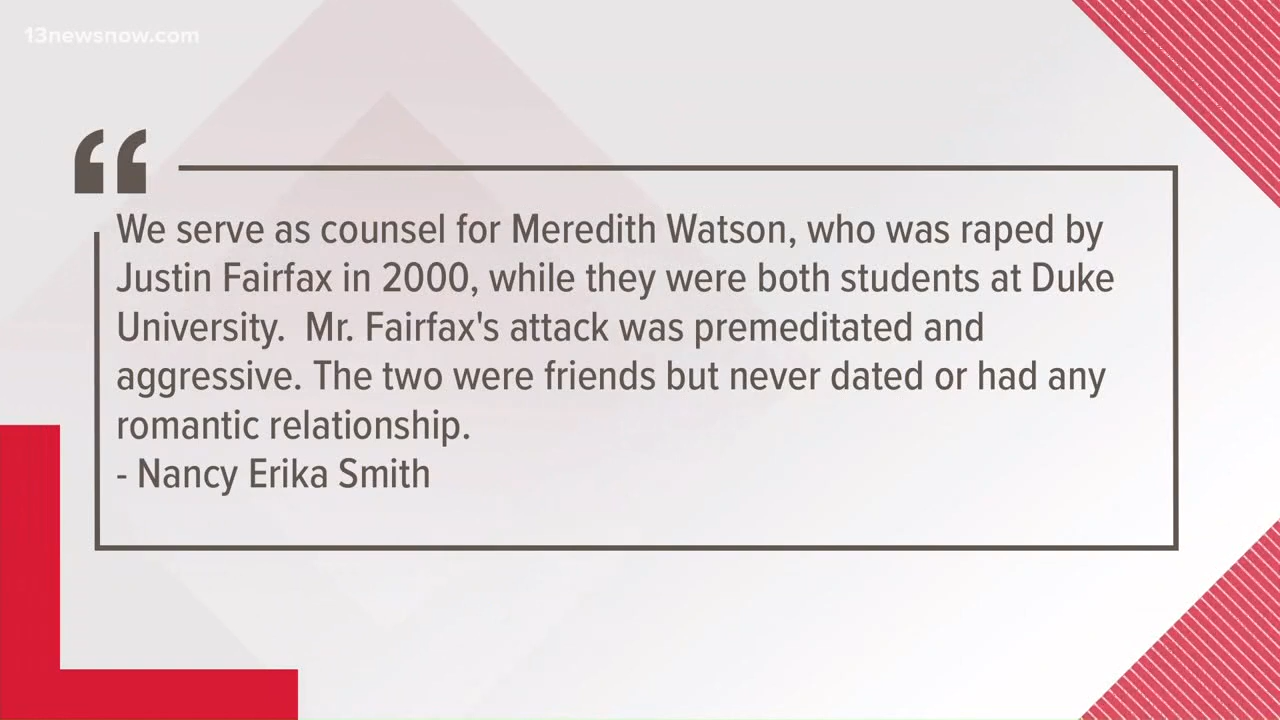 13newsnow.com
“
We serve as counsel for Meredith Watson, who was raped by
Justin Fairfax in 2000, while they were both students at Duke
University.  Mr. Fairfax's attack was premeditated and
aggressive. The two were friends but never dated or had any
romantic relationship.
- Nancy Erika Smith